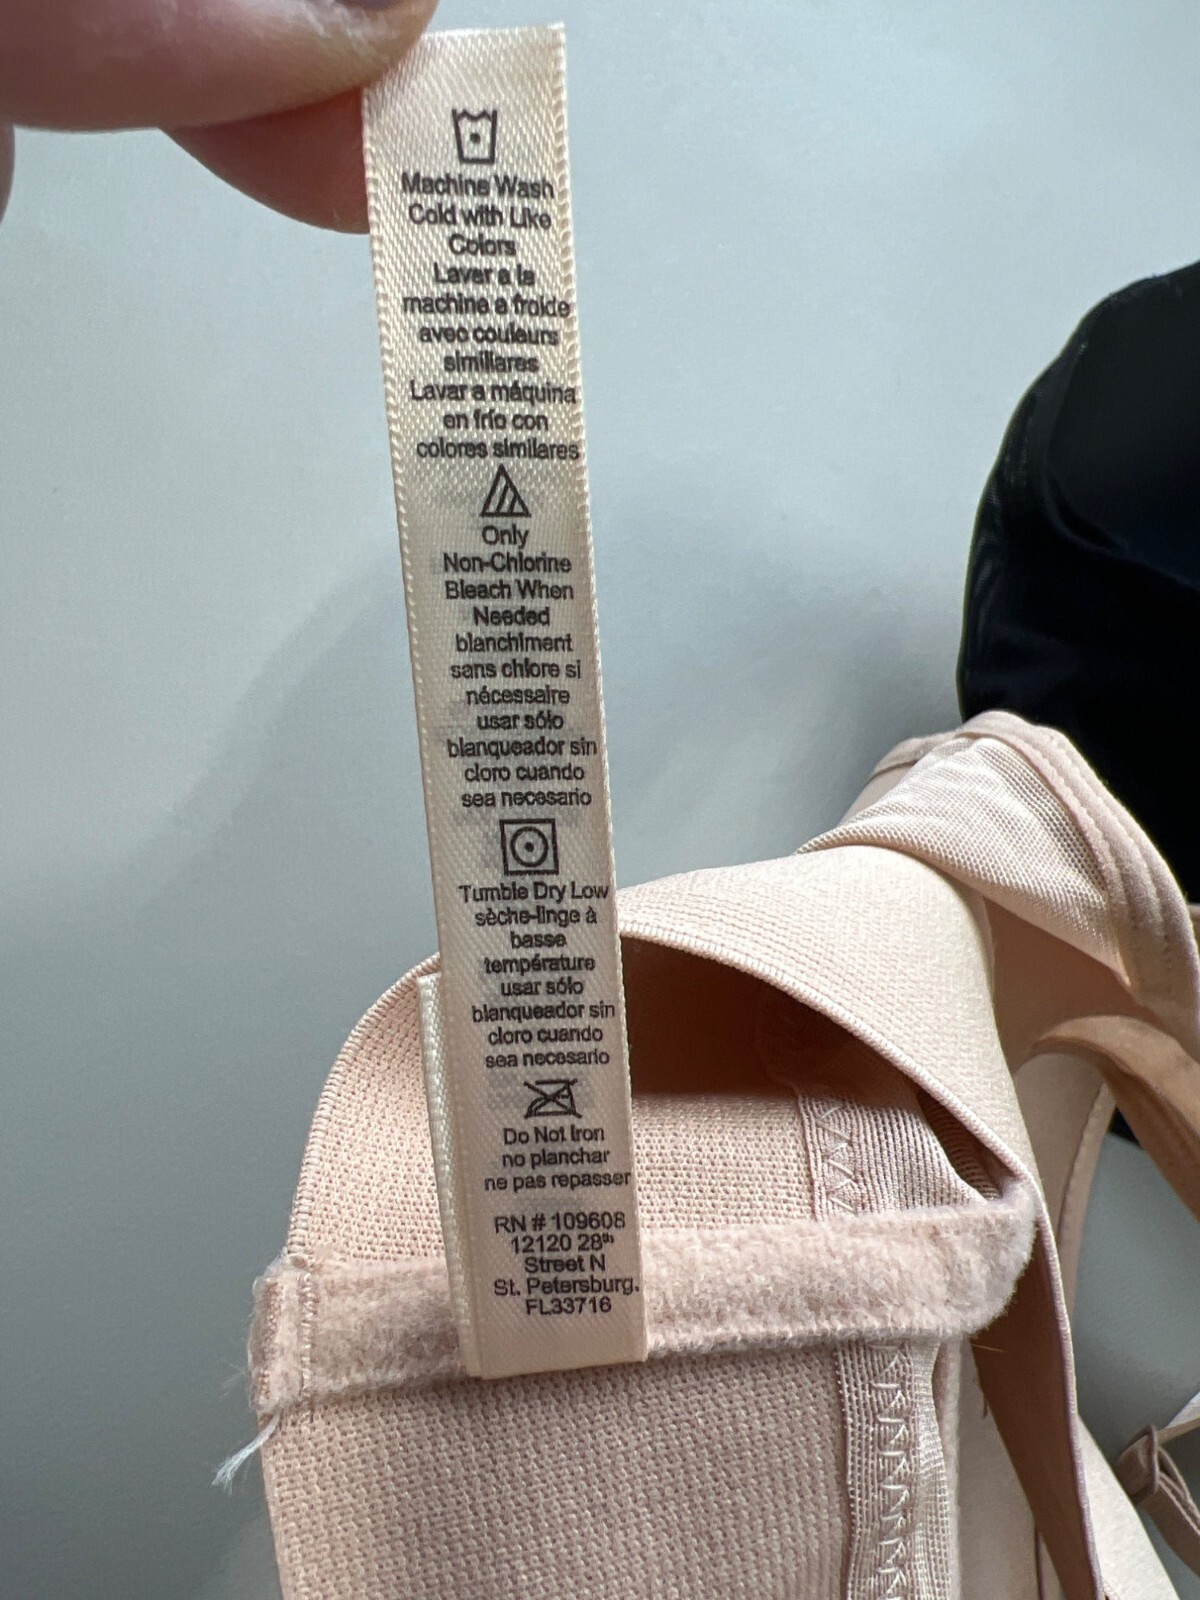 Machine Wash
Cold with Like
Colors
Laver a la
machine a froide
avec couleurs
simillares
Lavar a máquina
en frío con
colores similares
Only
Non-Chlorine
Bleach When
Needed
blanchiment
sans chlore si
nécessaire
usar sólo
blanqueador sin
cloro cuando
sea necesario
Tumble Dry Low
sèche-linge à
basse
température
usar sólo
blanqueador sin
cloro cuando
sea necesario
Do Not Iron
no planchar
ne pas repasser
RN # 109608
12120 28th
Street N
St. Petersburg.
FL33716